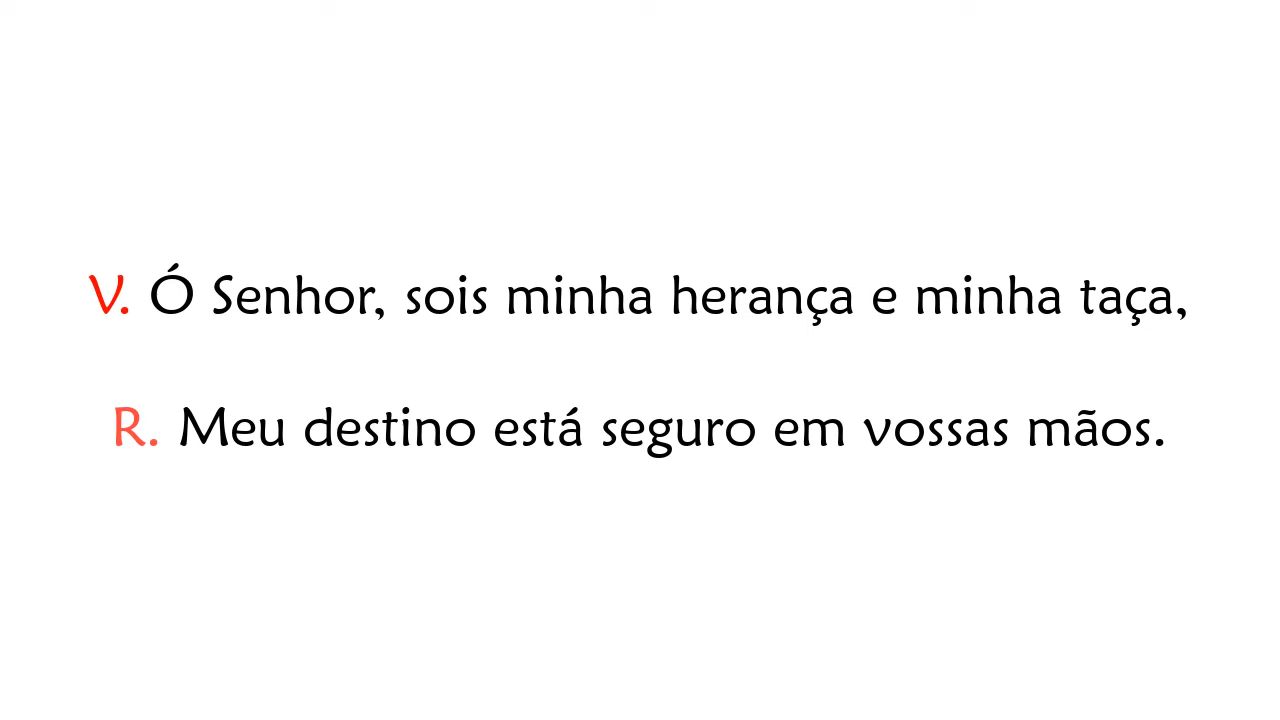 V. Ó Senhor, sois minha herança e minha taça,
R. Meu destino está seguro em vossas mãos.